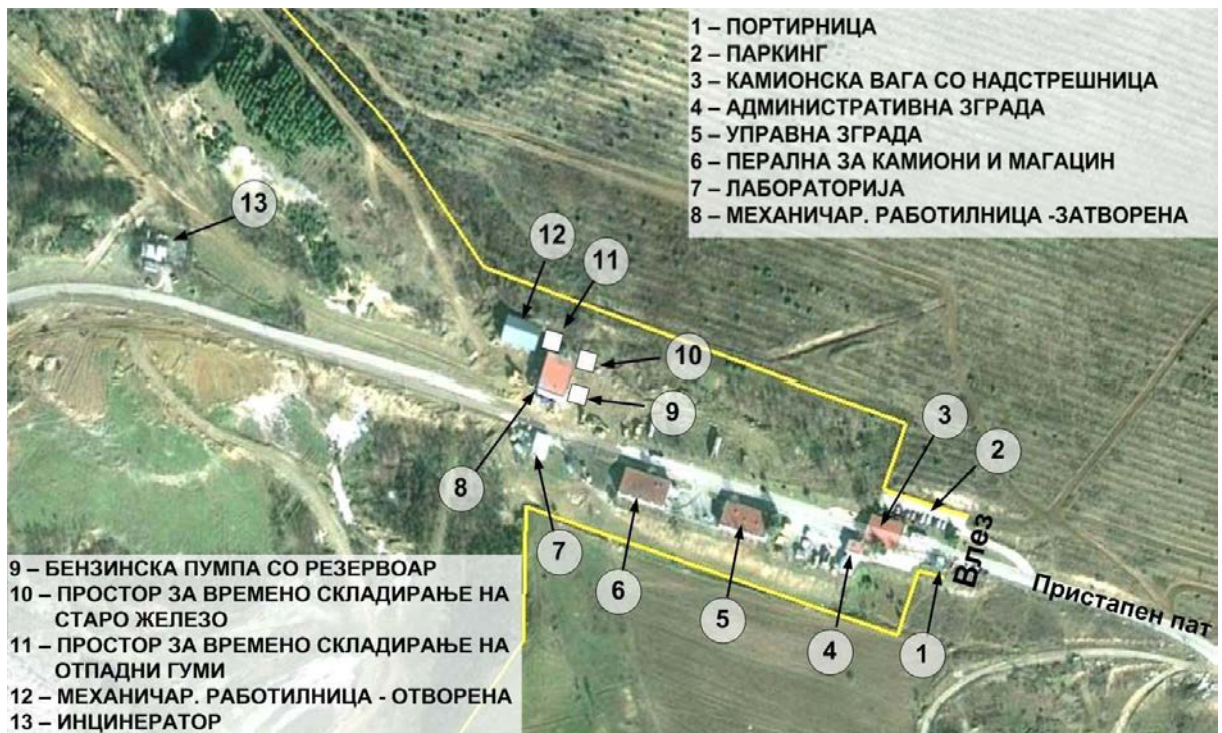 1 – ПОРТИРНИЦА
2 – ПАРКИНГ
3 – КАМИОНСКА ВАГА СО НАДСТРЕШНИЦА
4 – АДМИНИСТРАТИВНА ЗГРАДА
5 – УПРАВНА ЗГРАДА
6 – ПЕРАЛНА ЗА КАМИОНИ И МАГАЦИН
7 – ЛАБОРАТОРИЈА
8 – МЕХАНИЧАР. РАБОТИЛНИЦА -ЗАТВОРЕНА
13
12
11
10
9
3
2
8
7
6
5
4
1
Влез
Пристапен пат
9 – БЕНЗИНСКА ПУМПА СО РЕЗЕРВОАР
10 – ПРОСТОР ЗА ВРЕМЕНО СКЛАДИРАЊЕ НА
СТАРО ЖЕЛЕЗО
11 – ПРОСТОР ЗА ВРЕМЕНО СКЛАДИРАЊЕ НА
ОТПАДНИ ГУМИ
12 – МЕХАНИЧАР. РАБОТИЛНИЦА - ОТВОРЕНА
13 – ИНЦИНЕРАТОР